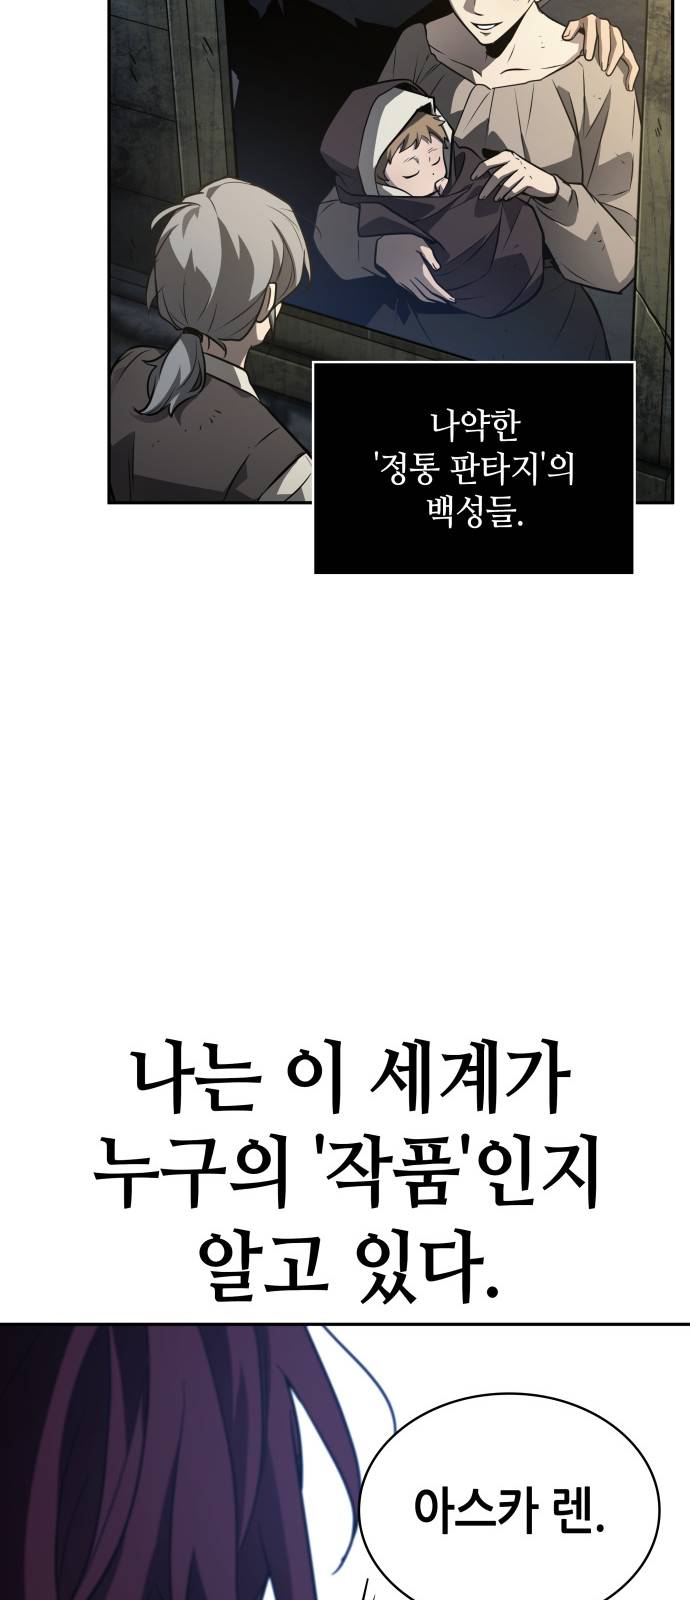 나약한
'정통 판타지'의
백성들.
나는 이 세계가
누구의 '작품'인지
알고 있다.
아스카 렌.